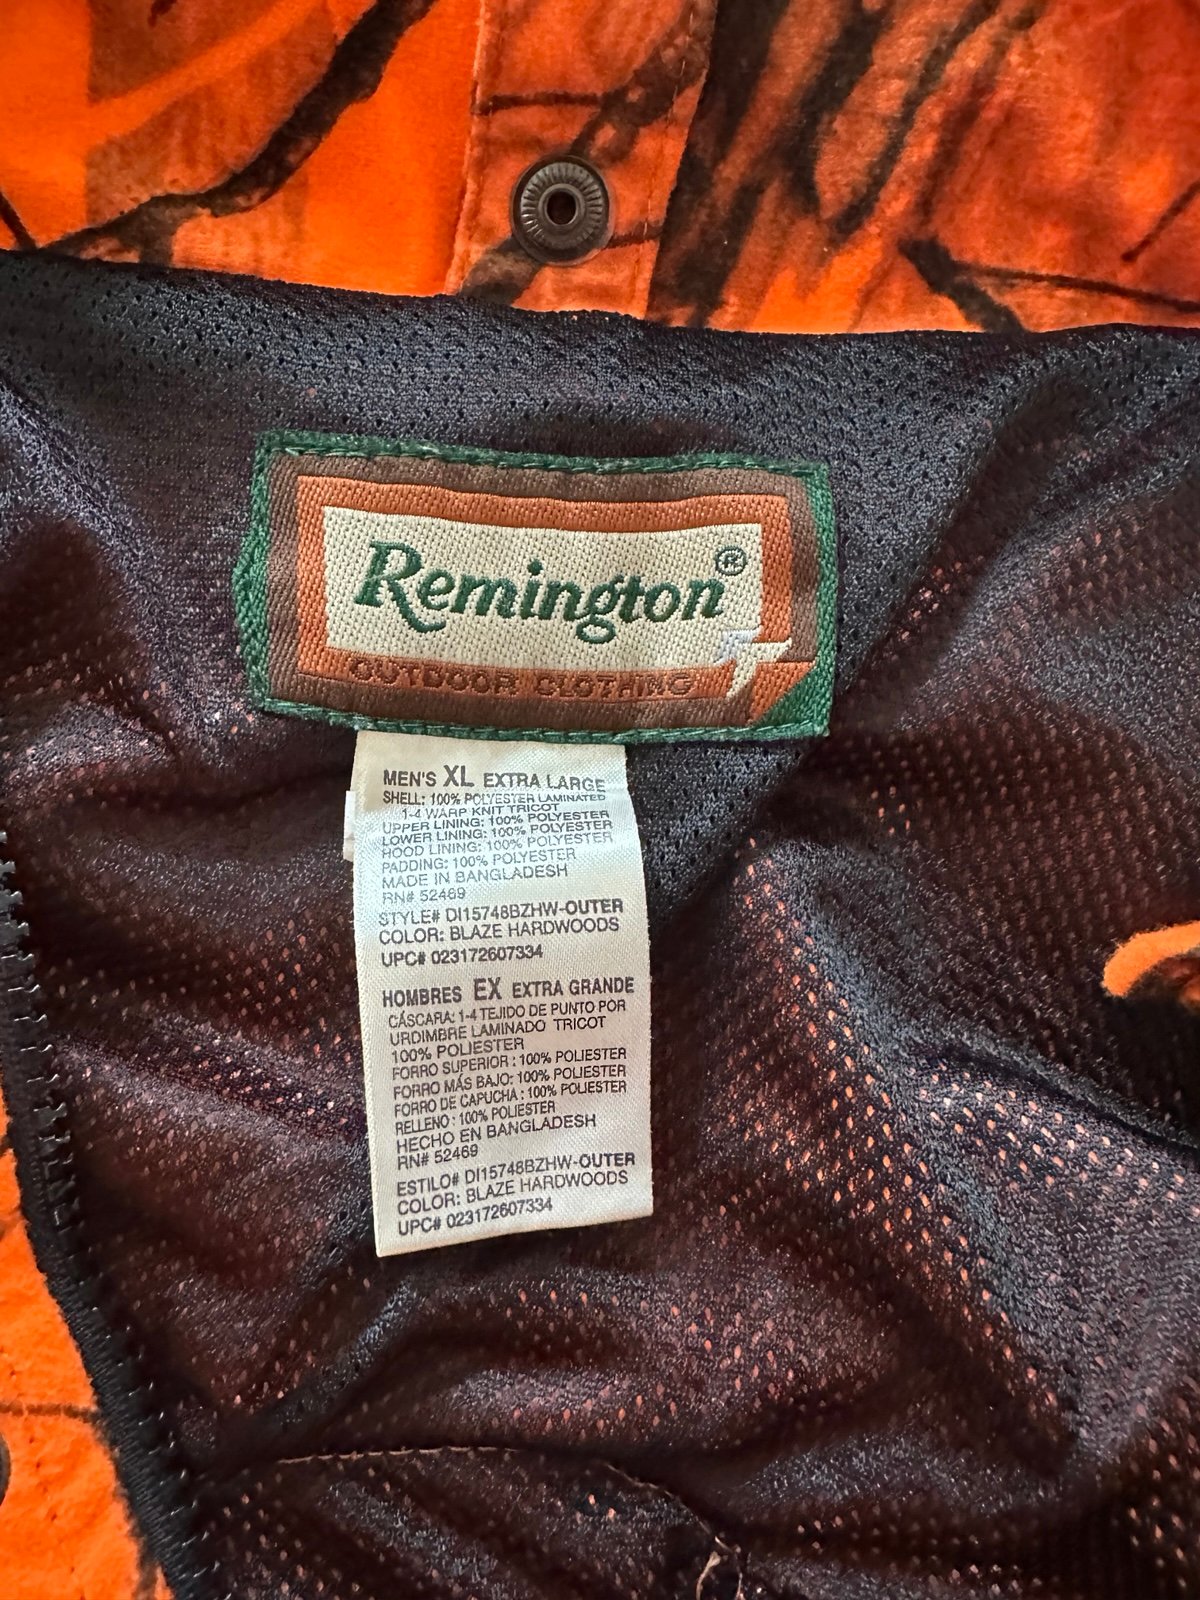 Remington®
OUTDOOR CLOTHING
MEN'S XL EXTRA LARGE
SHELL: 100% POLYESTER LAMINATED
1-4 WARP KNIT TRICOT
UPPER LINING: 100% POLYESTER
LOWER LINING: 100% POLYESTER
HOOD LINING: 100% POLYESTER
PADDING: 100% POLYESTER
MADE IN BANGLADESH
RN# 52469
STYLE# DI15748BZHW-OUTER
COLOR: BLAZE HARDWOODS
UPC# 023172607334
HOMBRES EX EXTRA GRANDE
CÁSCARA: 1-4 TEJIDO DE PUNTO POR
URDIMBRE LAMINADO TRICOT
100% POLIESTER
FORRO SUPERIOR : 100% POLIESTER
FORRO MÁS BAJO: 100% POLIESTER
FORRO DE CAPUCHA : 100% POLIESTER
RELLENO : 100% POLIESTER
HECHO EN BANGLADESH
RN# 52469
ESTILO# DI15748BZHW-OUTER
COLOR: BLAZE HARDWOODS
UPC# 023172607334